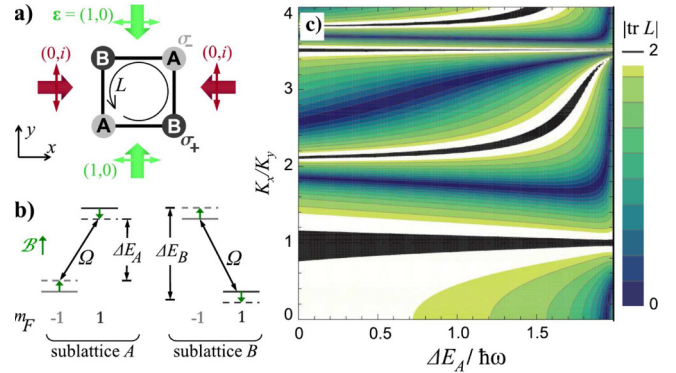 a)
ε = (1,0)
B
A
σ₋
(0,i)
(0,i)
L
A
B
σ₊
y
x
(1,0)
b)
ℬ
Ω
ΔE_A
ΔE_B
Ω
m_F
-1
1
-1
1
sublattice A
sublattice B
c)
|tr L|
2
0
4
3
2
1
0
K_x/K_y
0
0.5
1.0
1.5
ΔE_A/ħω